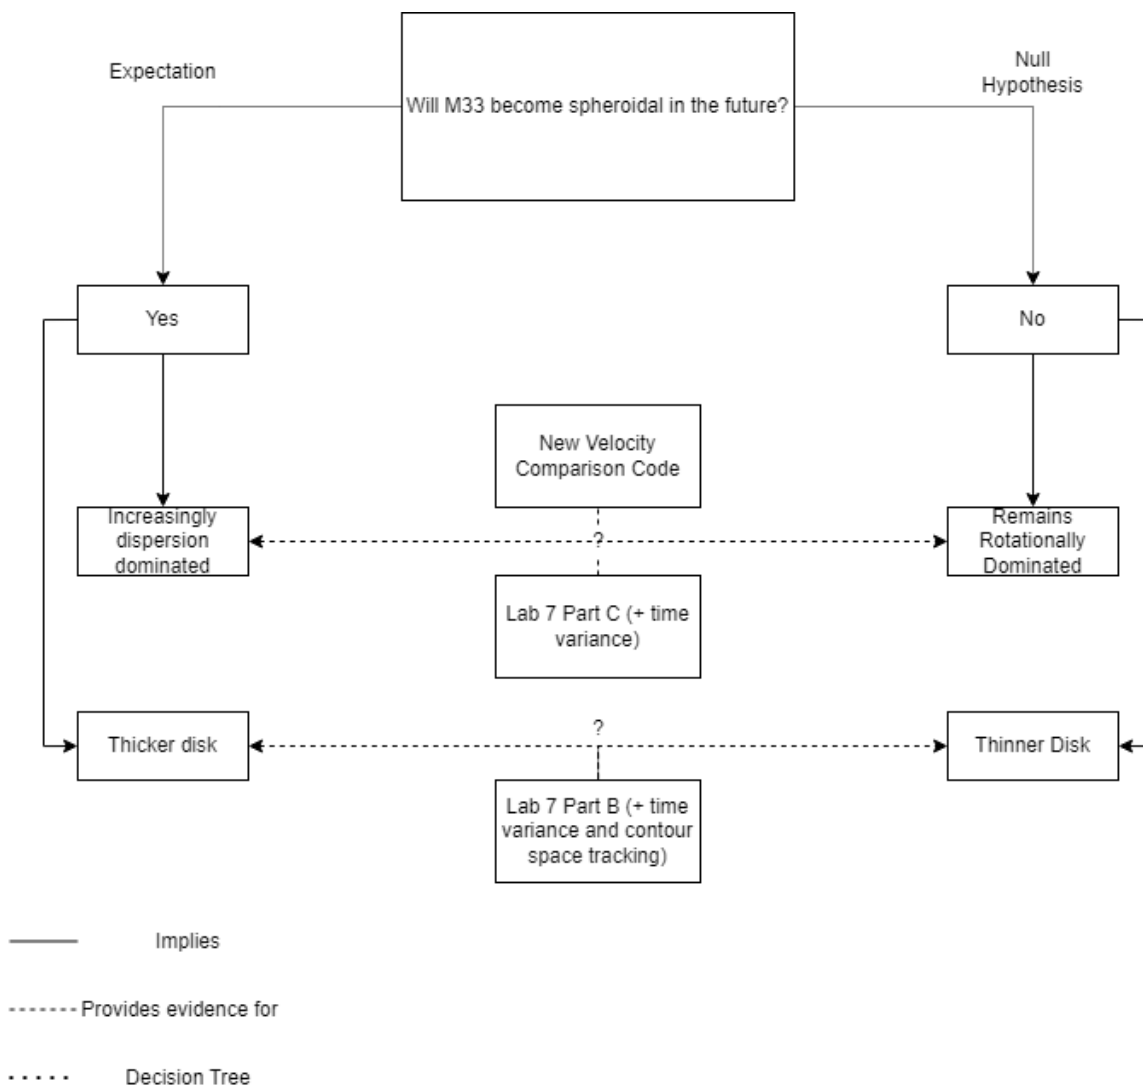 Expectation
Null
Hypothesis
Will M33 become spheroidal in the future?
Yes
No
New Velocity
Comparison Code
Increasingly
dispersion
dominated
?
Remains
Rotationally
Dominated
Lab 7 Part C (+ time
variance)
Thicker disk
?
Thinner Disk
Lab 7 Part B (+ time
variance and contour
space tracking)
Implies
Provides evidence for
Decision Tree